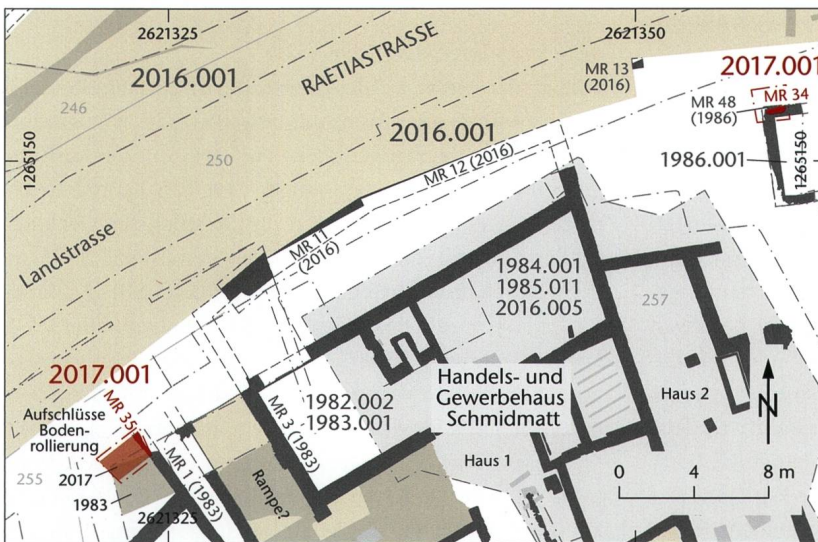 2621325
2621350
2016.001
RAETIASTRASSE
MR 13
(2016)
2017.001
MR 34
MR 48
(1986)
246
2016.001
1265150
250
MR 12 (2016)
1986.001
1265150
Landstrasse
MR 11
(2016)
1984.001
1985.011
2016.005
257
2017.001
MR 35
Aufschlüsse
Boden-
rollierung
1982.002
1983.001
Handels- und
Gewerbehaus
Schmidmatt
Haus 2
N
MR 3 (1983)
MR 1 (1983)
Haus 1
Rampe?
255
2017
1983
2621325
0 4 8 m